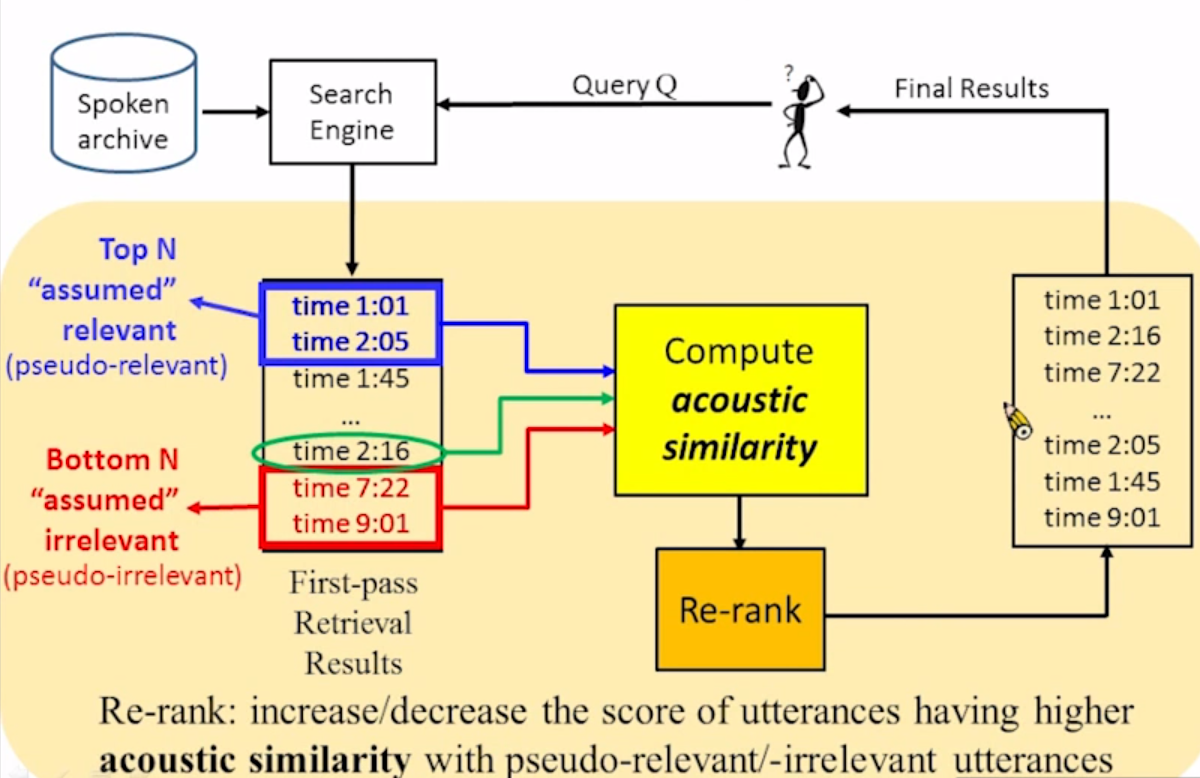 Spoken
archive
Search
Engine
Query Q
?
Final Results
Top N
“assumed”
relevant
(pseudo-relevant)
Bottom N
“assumed”
irrelevant
(pseudo-irrelevant)
time 1:01
time 2:05
time 1:45
...
time 2:16
time 7:22
time 9:01
First-pass
Retrieval
Results
Compute
acoustic
similarity
Re-rank
time 1:01
time 2:16
time 7:22
...
time 2:05
time 1:45
time 9:01
Re-rank: increase/decrease the score of utterances having higher
acoustic similarity with pseudo-relevant/-irrelevant utterances